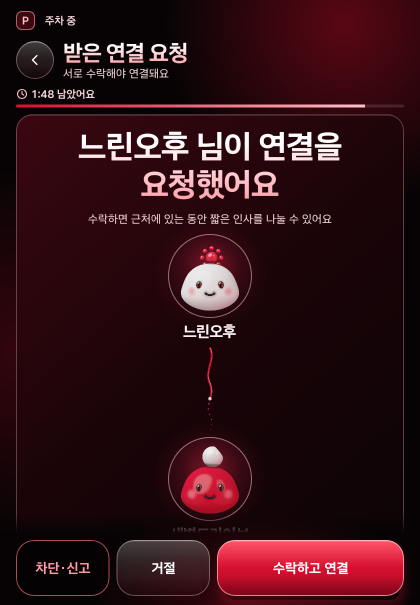 P 주차 중
받은 연결 요청
서로 수락해야 연결돼요
1:48 남았어요
느린오후 님이 연결을
요청했어요
수락하면 근처에 있는 동안 짧은 인사를 나눌 수 있어요
느린오후
차단·신고
거절
수락하고 연결